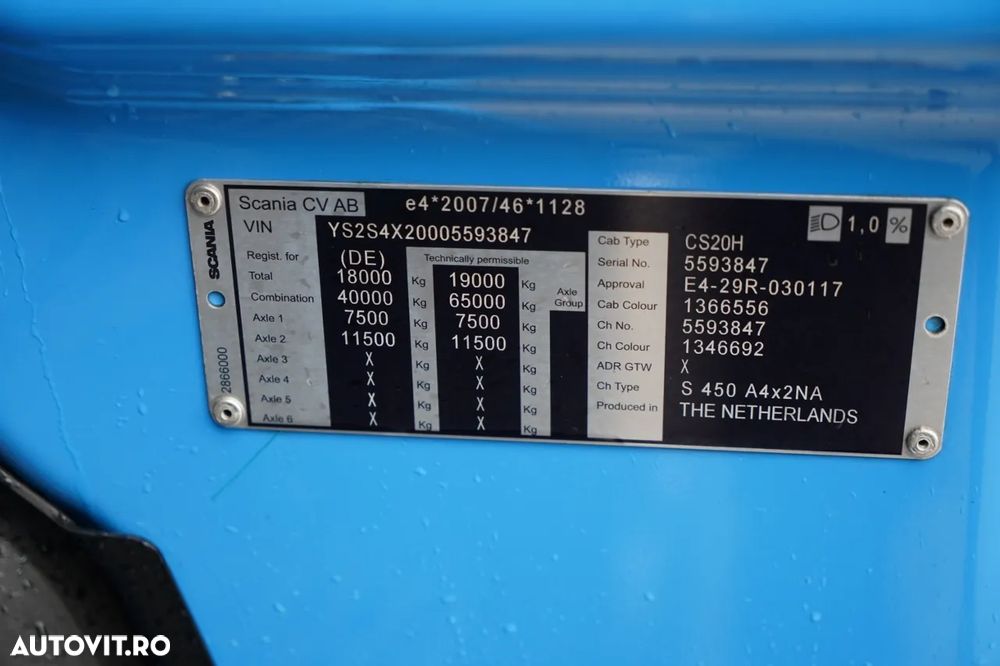 Scania CV AB e4*2007/46*1128 1,0 %
VIN YS2S4X20005593847
SCANIA
2866000
Regist. for (DE) Technically permissible
Total 18000 Kg 19000 Kg Axle Group
Combination 40000 Kg 65000 Kg
Axle 1 7500 Kg 7500 Kg
Axle 2 11500 Kg 11500 Kg
Axle 3 X Kg X Kg
Axle 4 X Kg X Kg
Axle 5 X Kg X Kg
Axle 6 X Kg X Kg
Cab Type CS20H
Serial No. 5593847
Approval E4-29R-030117
Cab Colour 1366556
Ch No. 5593847
Ch Colour 1346692
ADR GTW X
Ch Type S 450 A4x2NA
Produced in THE NETHERLANDS
AUTOVIT.RO